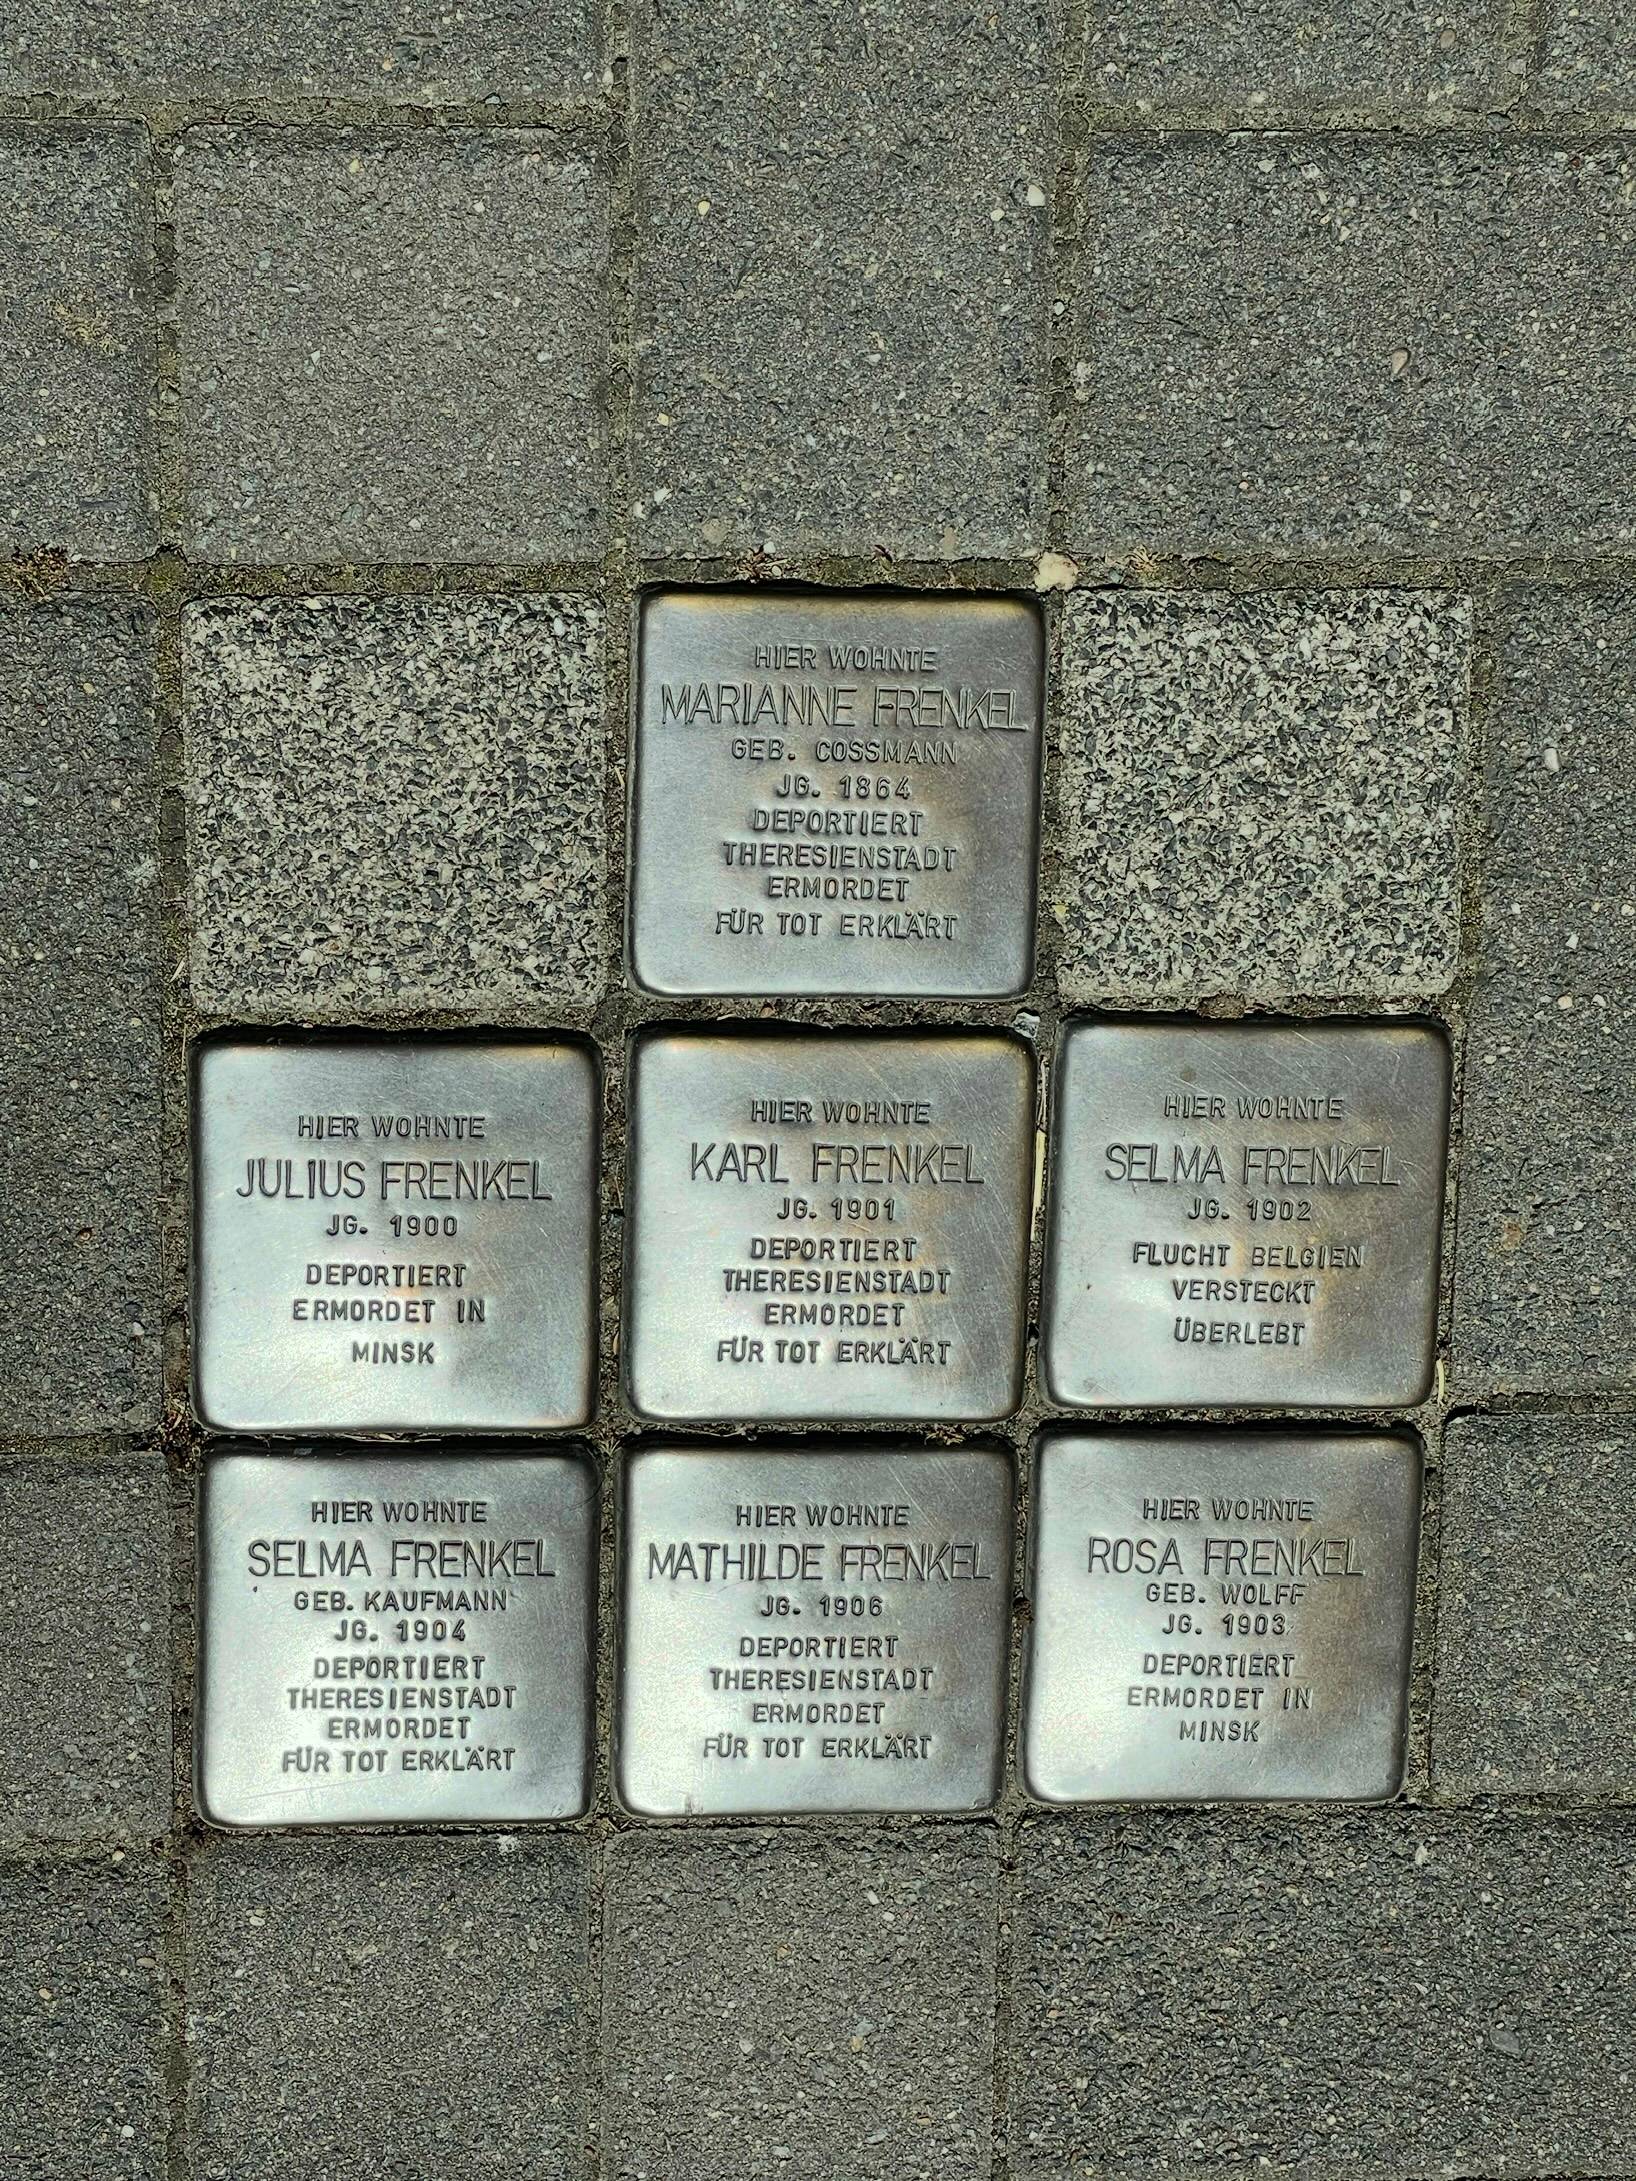 HIER WOHNTE
MARIANNE FRENKEL
GEB. COSSMANN
JG. 1864
DEPORTIERT
THERESIENSTADT
ERMORDET
FÜR TOT ERKLÄRT
HIER WOHNTE
JULIUS FRENKEL
JG. 1900
DEPORTIERT
ERMORDET IN
MINSK
HIER WOHNTE
KARL FRENKEL
JG. 1901
DEPORTIERT
THERESIENSTADT
ERMORDET
FÜR TOT ERKLÄRT
HIER WOHNTE
SELMA FRENKEL
JG. 1902
FLUCHT BELGIEN
VERSTECKT
ÜBERLEBT
HIER WOHNTE
SELMA FRENKEL
GEB. KAUFMANN
JG. 1904
DEPORTIERT
THERESIENSTADT
ERMORDET
FÜR TOT ERKLÄRT
HIER WOHNTE
MATHILDE FRENKEL
JG. 1906
DEPORTIERT
THERESIENSTADT
ERMORDET
FÜR TOT ERKLÄRT
HIER WOHNTE
ROSA FRENKEL
GEB. WOLFF
JG. 1903
DEPORTIERT
ERMORDET IN
MINSK